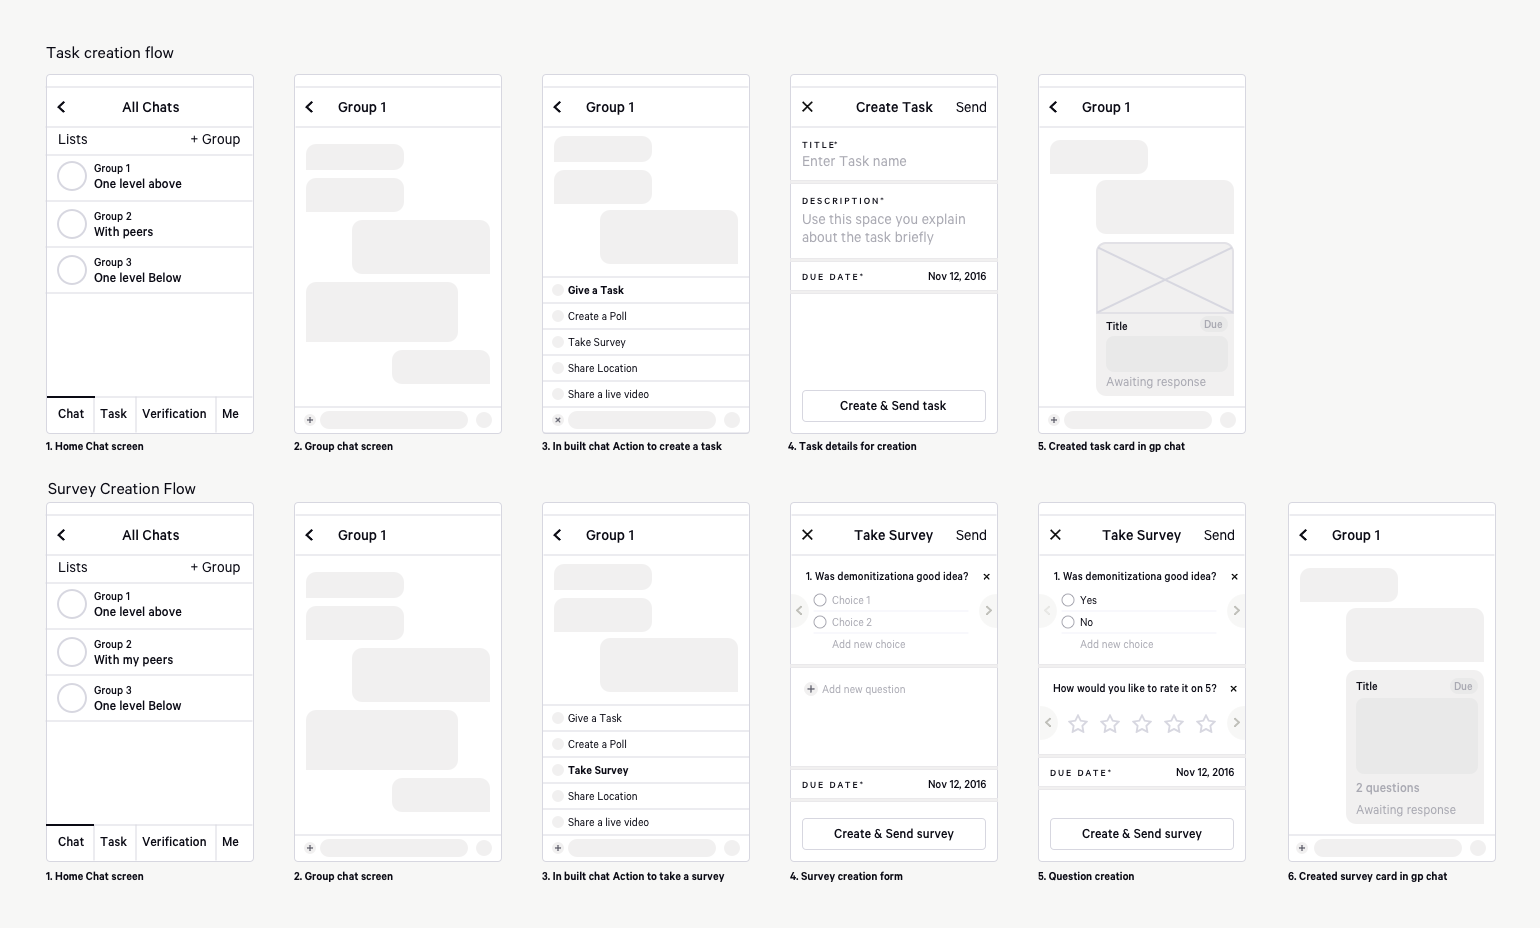 Task creation flow
All Chats
Lists
+ Group
Group 1
One level above
Group 2
With peers
Group 3
One level Below
Chat
Task
Verification
Me
1. Home Chat screen
Group 1
2. Group chat screen
Group 1
Give a Task
Create a Poll
Take Survey
Share Location
Share a live video
3. In built chat Action to create a task
Create Task
Send
TITLE*
Enter Task name
DESCRIPTION*
Use this space you explain
about the task briefly
DUE DATE*
Nov 12, 2016
Create & Send task
4. Task details for creation
Group 1
Title
Due
Awaiting response
5. Created task card in gp chat
Survey Creation Flow
All Chats
Lists
+ Group
Group 1
One level above
Group 2
With my peers
Group 3
One level Below
Chat
Task
Verification
Me
1. Home Chat screen
Group 1
2. Group chat screen
Group 1
Give a Task
Create a Poll
Take Survey
Share Location
Share a live video
3. In built chat Action to take a survey
Take Survey
Send
1. Was demonitizationa good idea?
Choice 1
Choice 2
Add new choice
Add new question
DUE DATE*
Nov 12, 2016
Create & Send survey
4. Survey creation form
Take Survey
Send
1. Was demonitizationa good idea?
Yes
No
Add new choice
How would you like to rate it on 5?
DUE DATE*
Nov 12, 2016
Create & Send survey
5. Question creation
Group 1
Title
Due
2 questions
Awaiting response
6. Created survey card in gp chat